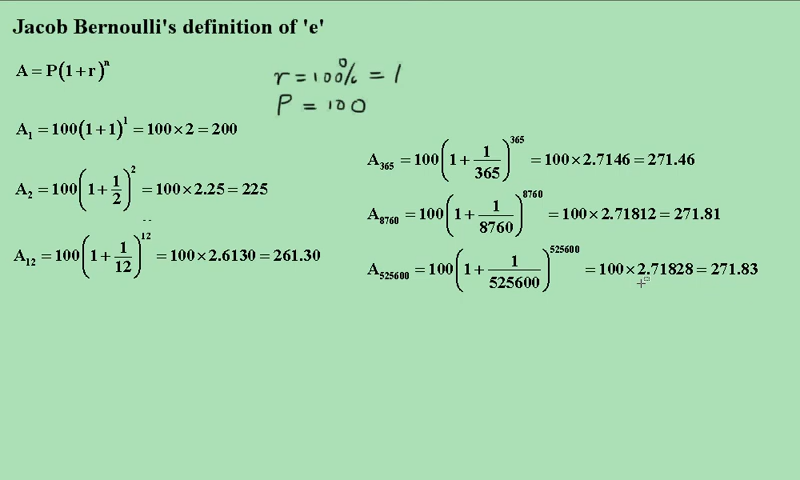 Jacob Bernoulli's definition of 'e'
A = P(1+r)ⁿ
r = 100% = 1
P = 100
A₁ = 100(1+1)¹ = 100×2 = 200
A₂ = 100(1+1/2)² = 100×2.25 = 225
A₁₂ = 100(1+1/12)¹² = 100×2.6130 = 261.30
A₃₆₅ = 100(1+1/365)³⁶⁵ = 100×2.7146 = 271.46
A₈₇₆₀ = 100(1+1/8760)⁸⁷⁶⁰ = 100×2.71812 = 271.81
A₅₂₅₆₀₀ = 100(1+1/525600)⁵²⁵⁶⁰⁰ = 100×2.71828 = 271.83